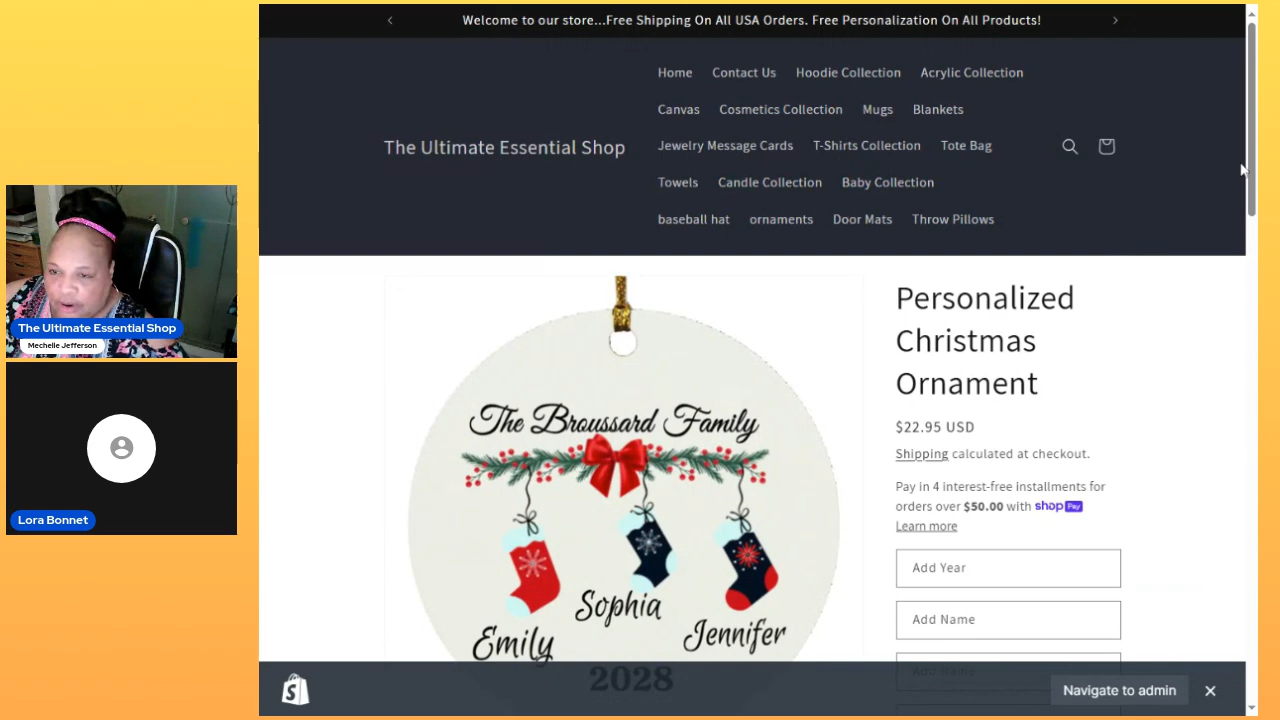 Welcome to our store...Free Shipping On All USA Orders. Free Personalization On All Products!
The Ultimate Essential Shop
Home Contact Us Hoodie Collection Acrylic Collection
Canvas Cosmetics Collection Mugs Blankets
Jewelry Message Cards T-Shirts Collection Tote Bag
Towels Candle Collection Baby Collection
baseball hat ornaments Door Mats Throw Pillows
The Ultimate Essential Shop
Mechelle Jefferson
Lora Bonnet
The Broussard Family
Emily
Sophia
Jennifer
2028
Personalized
Christmas
Ornament
$22.95 USD
Shipping calculated at checkout.
Pay in 4 interest-free installments for
orders over $50.00 with shop Pay
Learn more
Add Year
Add Name
Add Name
S
Navigate to admin